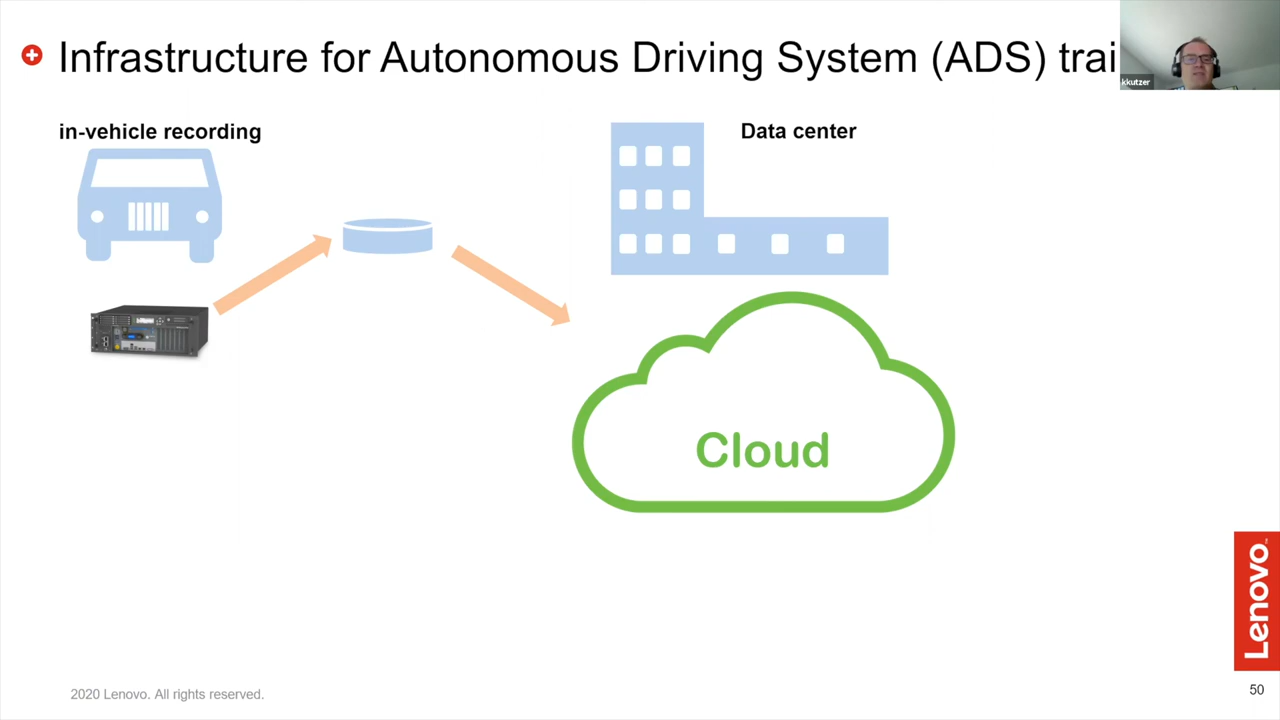 Infrastructure for Autonomous Driving System (ADS) trai
kkutzer
in-vehicle recording
Data center
Cloud
Lenovo
2020 Lenovo. All rights reserved.
50